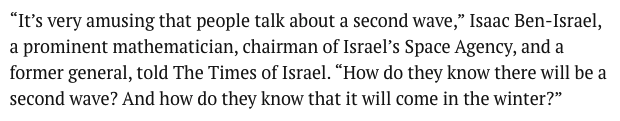 “It’s very amusing that people talk about a second wave,” Isaac Ben-Israel,
a prominent mathematician, chairman of Israel’s Space Agency, and a
former general, told The Times of Israel. “How do they know there will be a
second wave? And how do they know that it will come in the winter?”